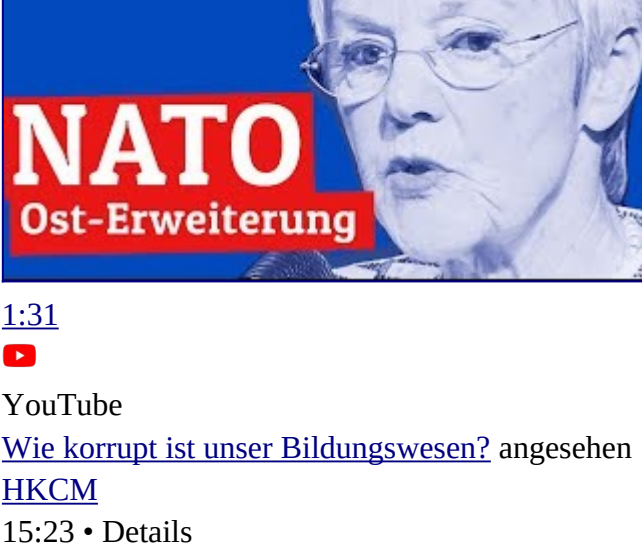 NATO
Ost-Erweiterung
1:31
YouTube
Wie korrupt ist unser Bildungswesen? angesehen
HKCM
15:23 • Details